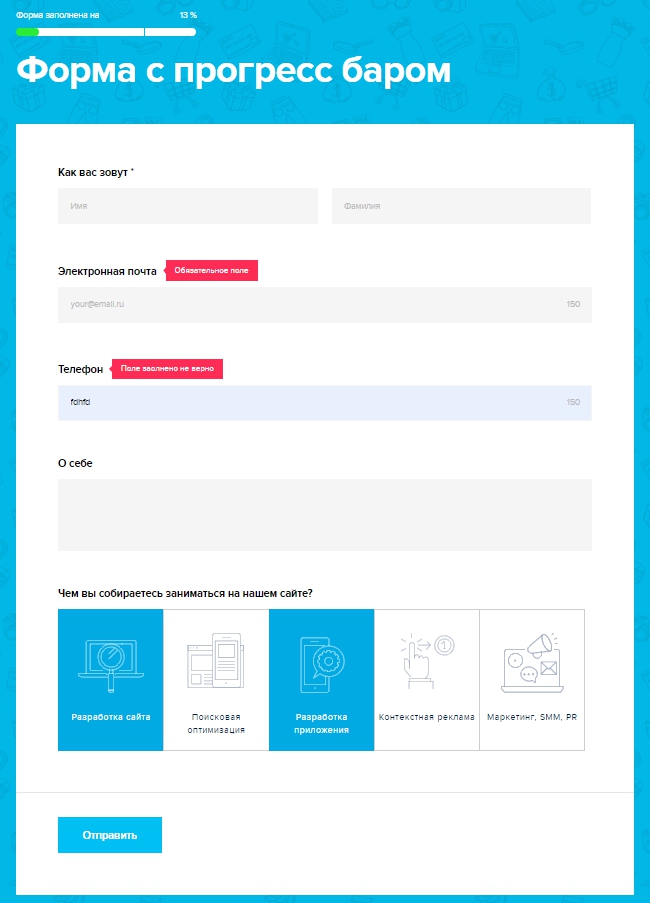 Форма заполнена на 13 %
Форма с прогресс баром
Как вас зовут *
Имя Фамилия
Электронная почта Обязательное поле
your@email.ru 150
Телефон Поле заолнено не верно
fdhfd 150
О себе
Чем вы собираетесь заниматься на нашем сайте?
1
Разработка сайта Поисковая Разработка Контекстная реклама Маркетинг, SMM, PR
оптимизация приложения
Отправить